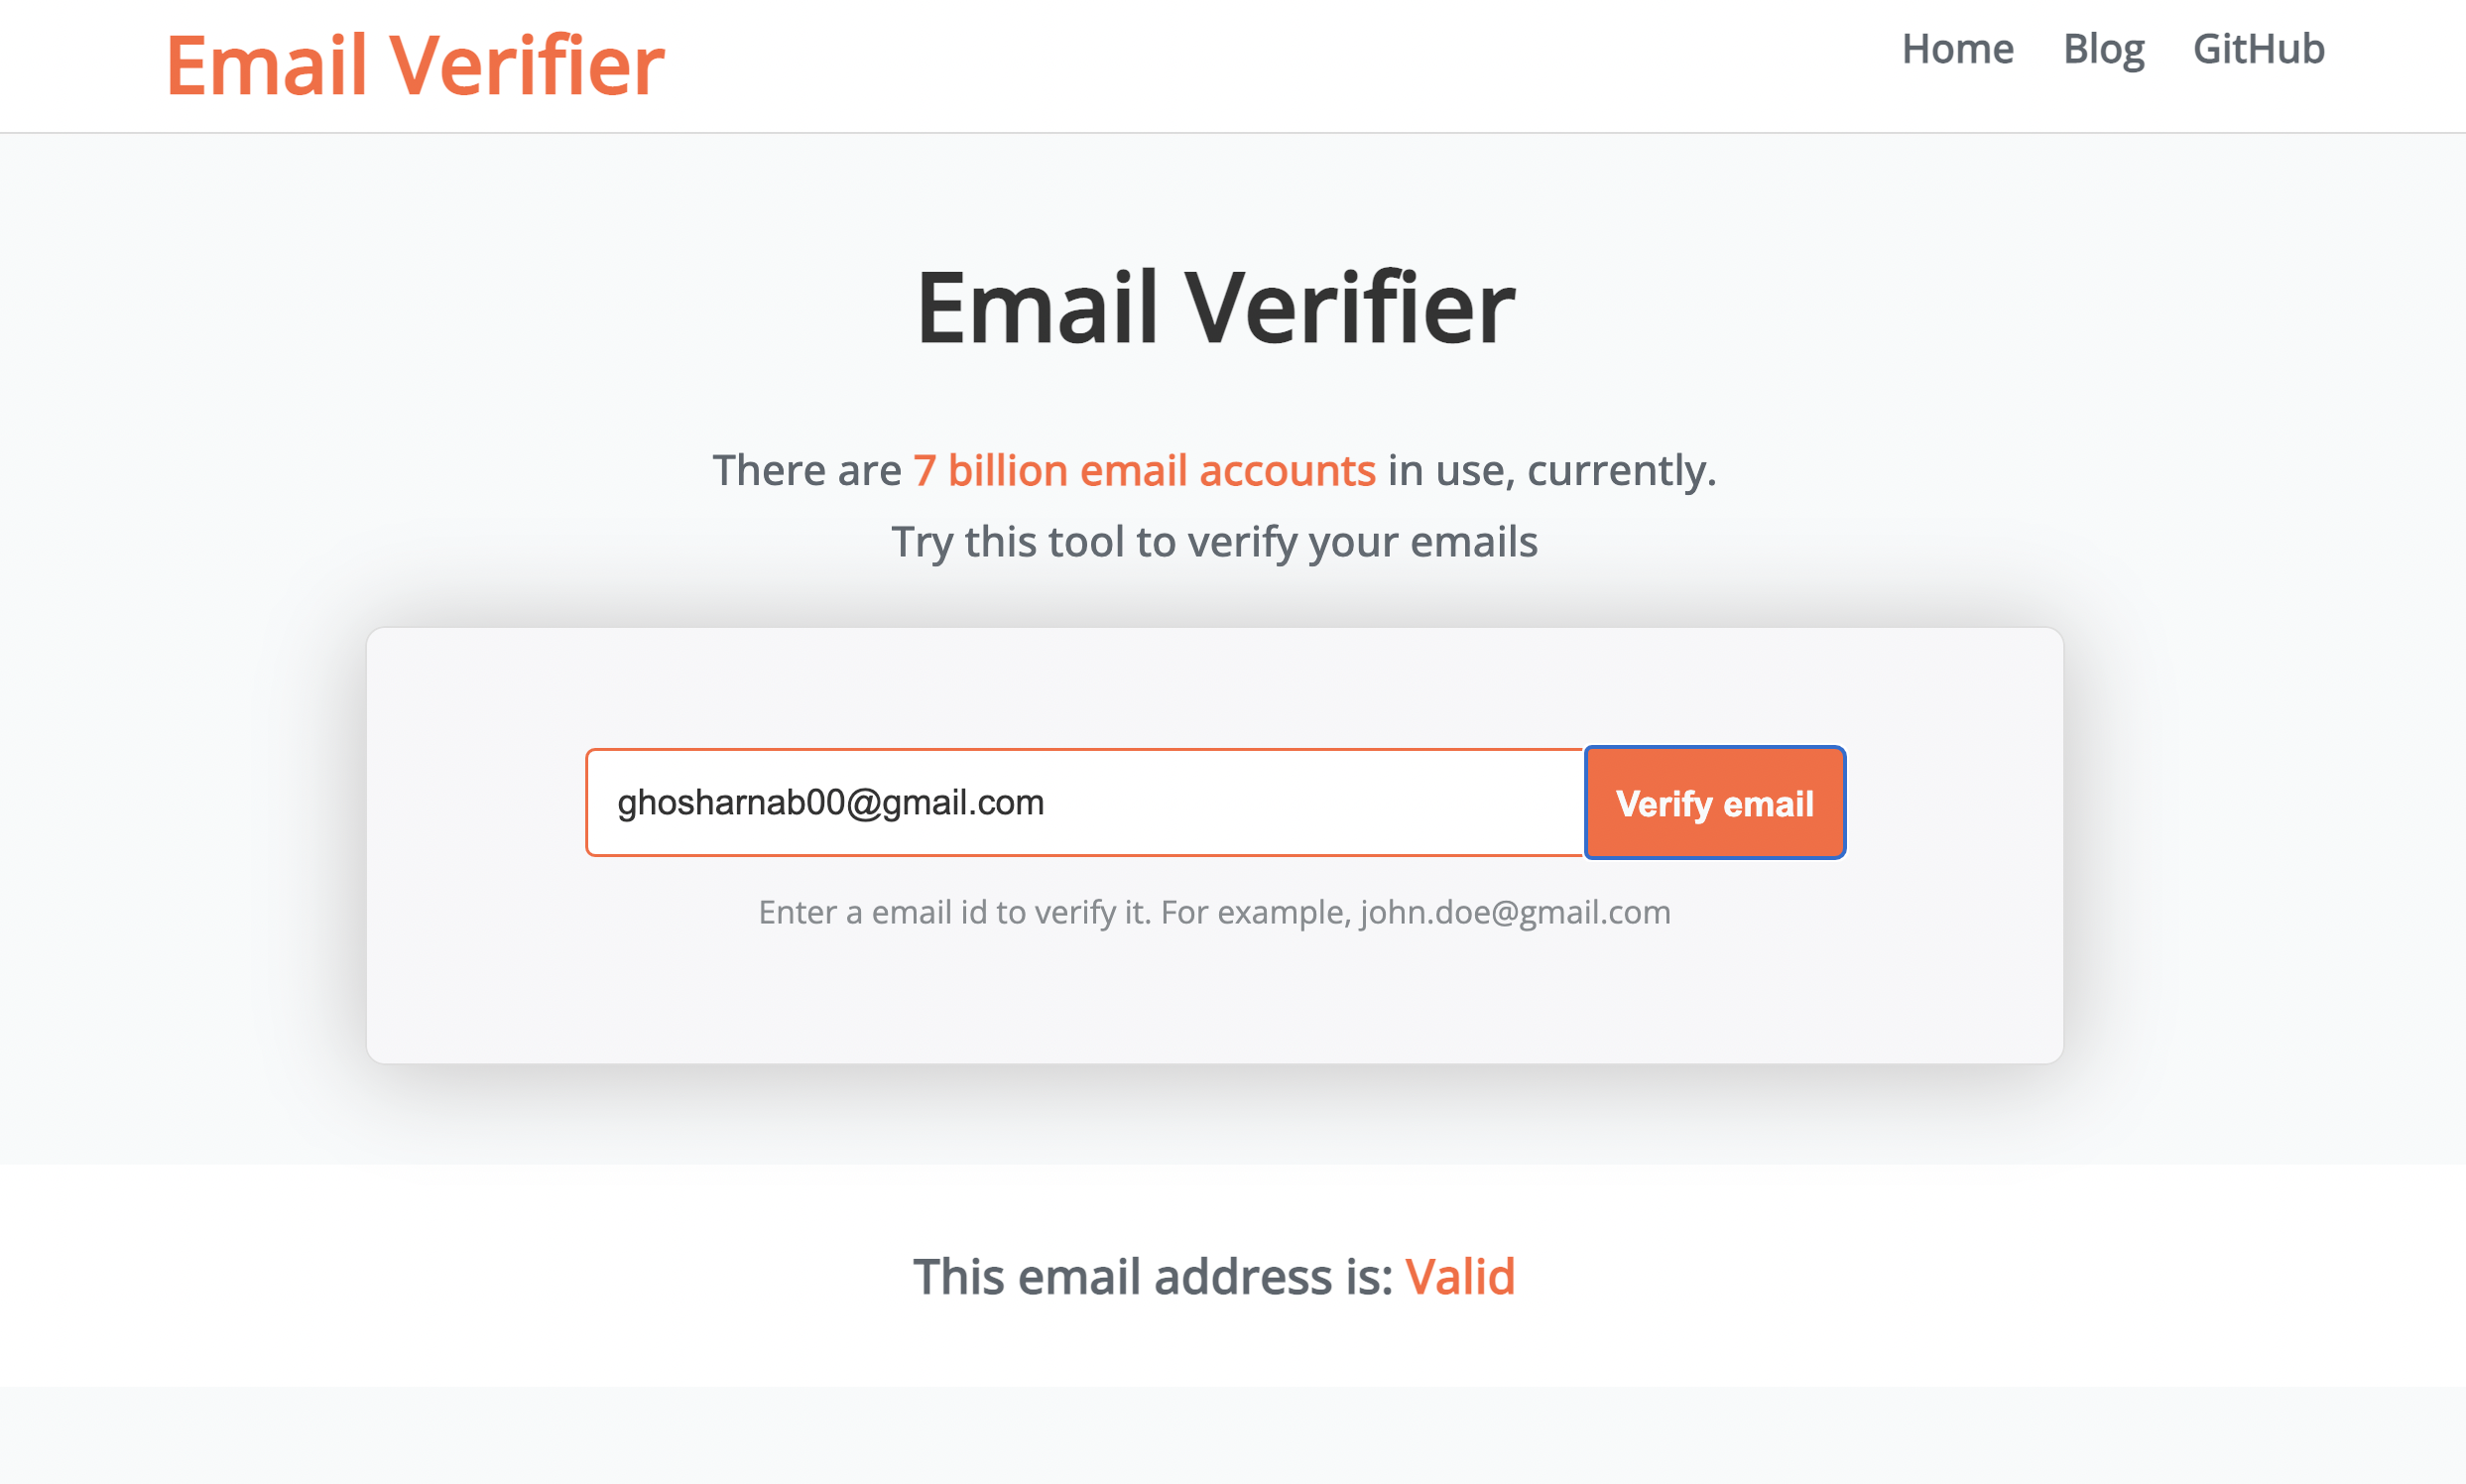 Email Verifier
Home Blog GitHub
Email Verifier
There are 7 billion email accounts in use, currently.
Try this tool to verify your emails
ghosharnab00@gmail.com
Verify email
Enter a email id to verify it. For example, john.doe@gmail.com
This email address is: Valid